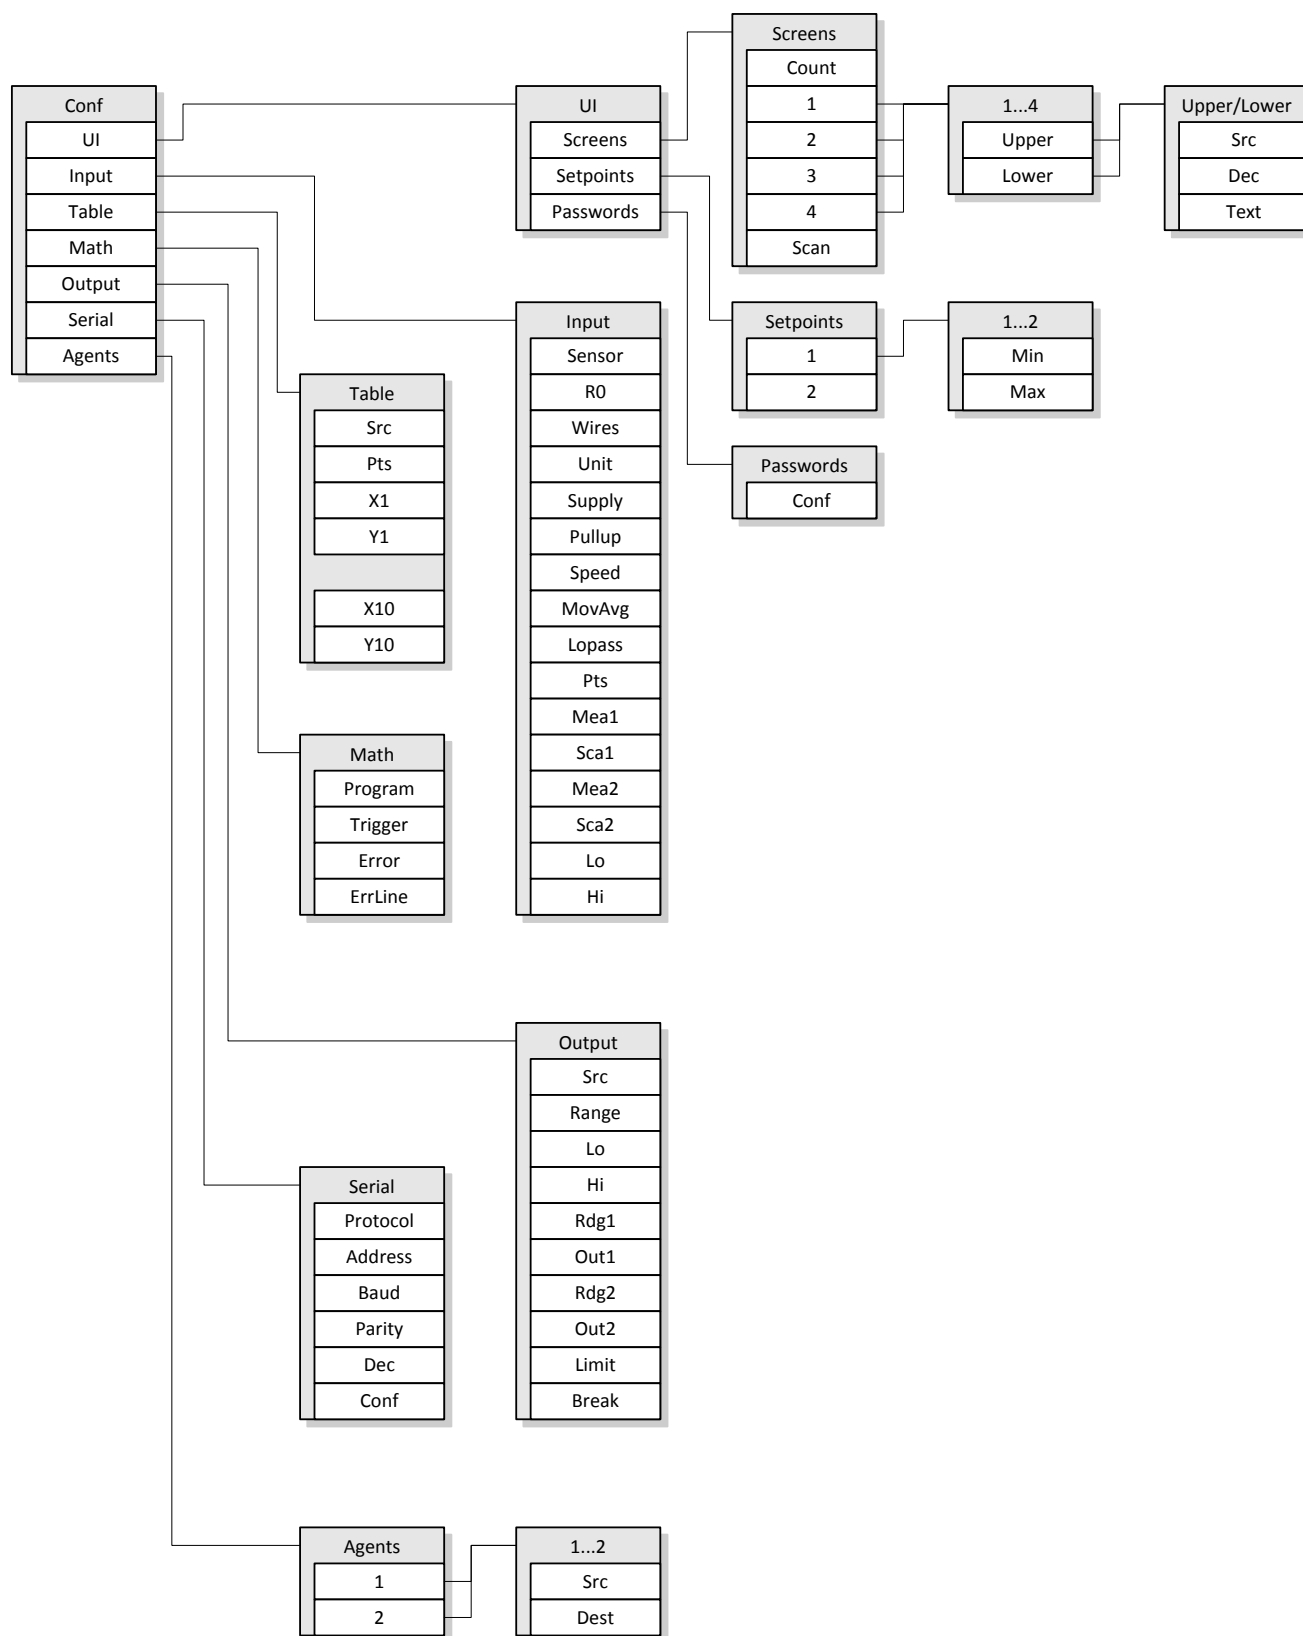 Conf
UI
Input
Table
Math
Output
Serial
Agents
UI
Screens
Setpoints
Passwords
Screens
Count
1
2
3
4
Scan
1...4
Upper
Lower
Upper/Lower
Src
Dec
Text
Setpoints
1
2
1...2
Min
Max
Passwords
Conf
Input
Sensor
R0
Wires
Unit
Supply
Pullup
Speed
MovAvg
Lopass
Pts
Mea1
Sca1
Mea2
Sca2
Lo
Hi
Table
Src
Pts
X1
Y1
X10
Y10
Math
Program
Trigger
Error
ErrLine
Output
Src
Range
Lo
Hi
Rdg1
Out1
Rdg2
Out2
Limit
Break
Serial
Protocol
Address
Baud
Parity
Dec
Conf
Agents
1
2
1...2
Src
Dest